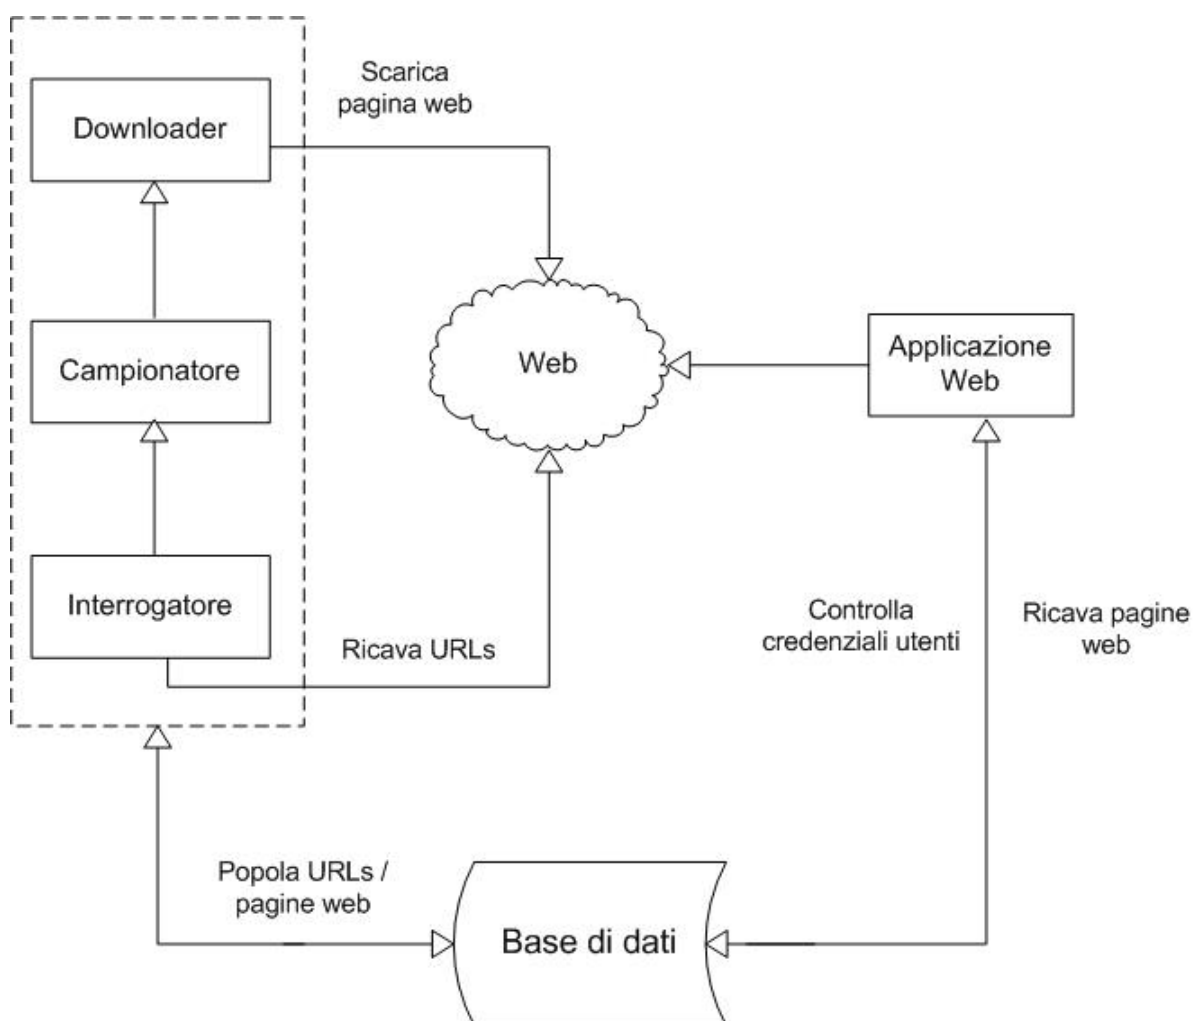 Scarica
pagina web
Downloader
Web
Applicazione
Web
Campionatore
Interrogatore
Ricava URLs
Controlla
credenziali utenti
Ricava pagine
web
Popola URLs /
pagine web
Base di dati